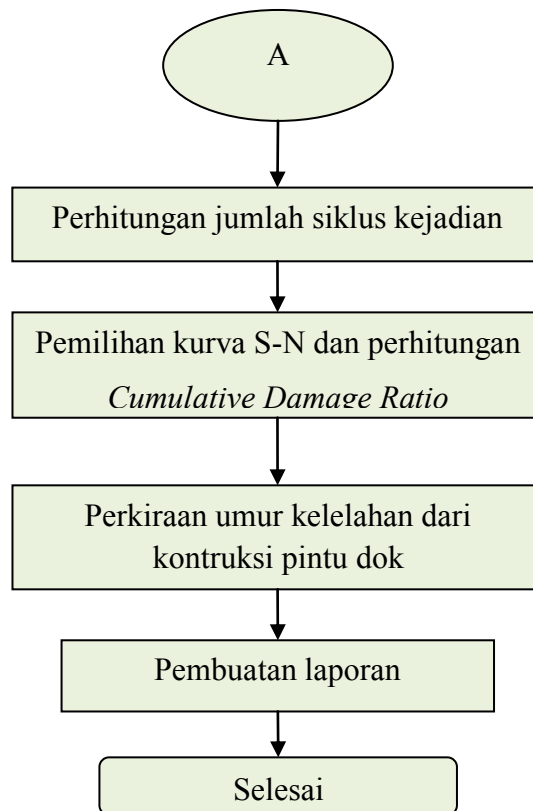 A
Perhitungan jumlah siklus kejadian
Pemilihan kurva S-N dan perhitungan
Cumulative Damage Ratio
Perkiraan umur kelelahan dari
kontruksi pintu dok
Pembuatan laporan
Selesai